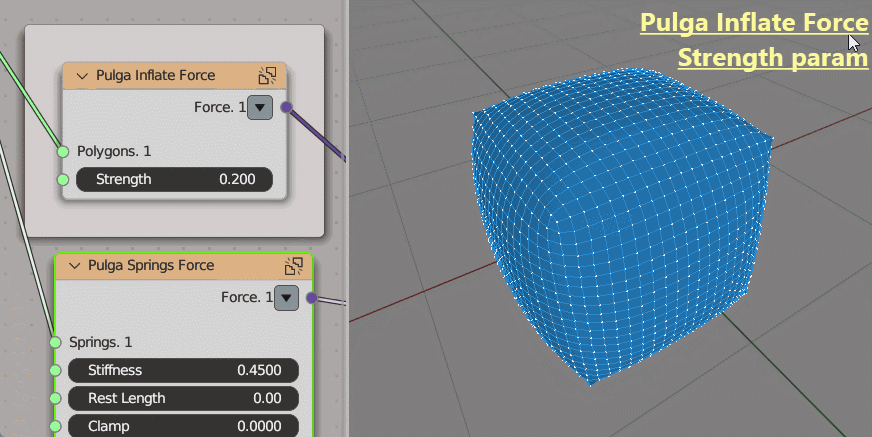 Pulga Inflate Force
Force. 1
Polygons. 1
Strength 0.200
Pulga Springs Force
Force. 1
Springs. 1
Stiffness 0.4500
Rest Length 0.00
Clamp 0.0000
Pulga Inflate Force
Strength param